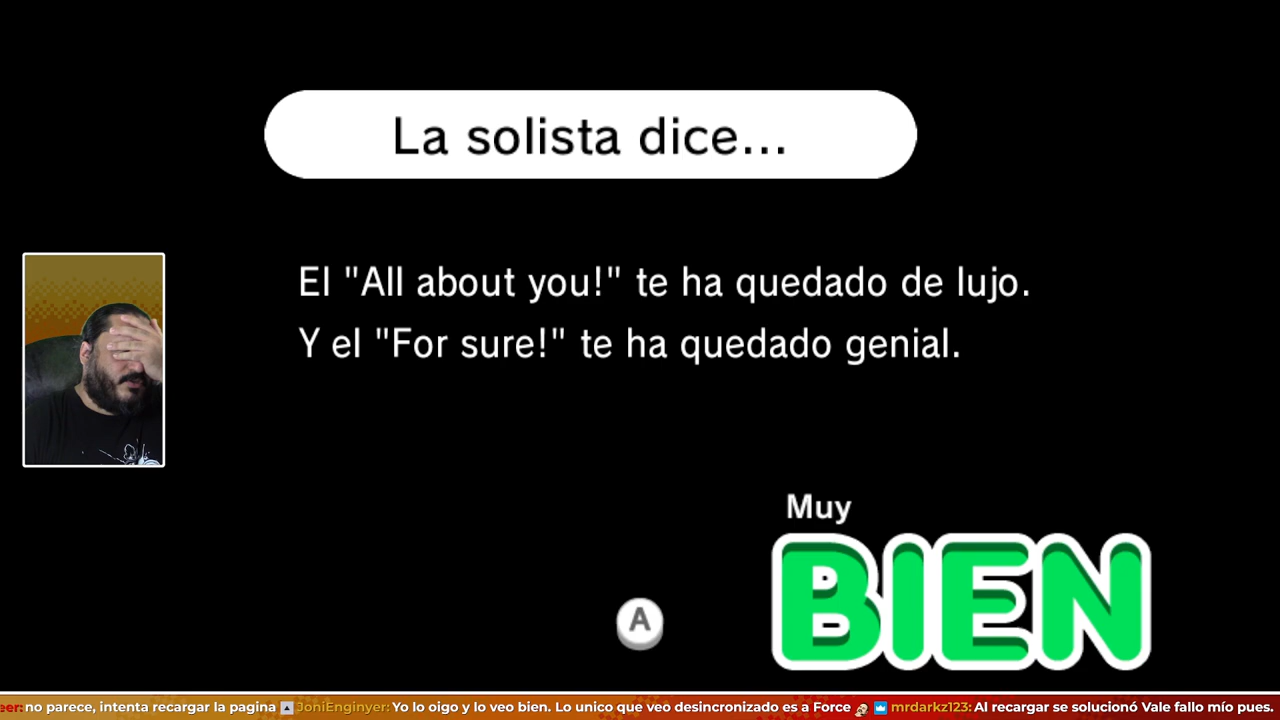 La solista dice...
El "All about you!" te ha quedado de lujo.
Y el "For sure!" te ha quedado genial.
Muy
BIEN
A
eer: no parece, intenta recargar la pagina JoniEnginyer: Yo lo oigo y lo veo bien. Lo unico que veo desincronizado es a Force mrdarkz123: Al recargar se solucionó Vale fallo mío pues.